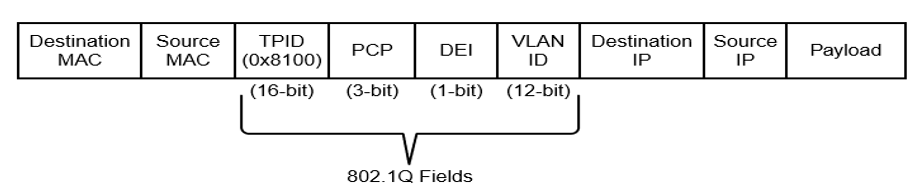 Destination MAC
Source MAC
TPID (0x8100)
PCP
DEI
VLAN ID
Destination IP
Source IP
Payload
(16-bit)
(3-bit)
(1-bit)
(12-bit)
802.1Q Fields